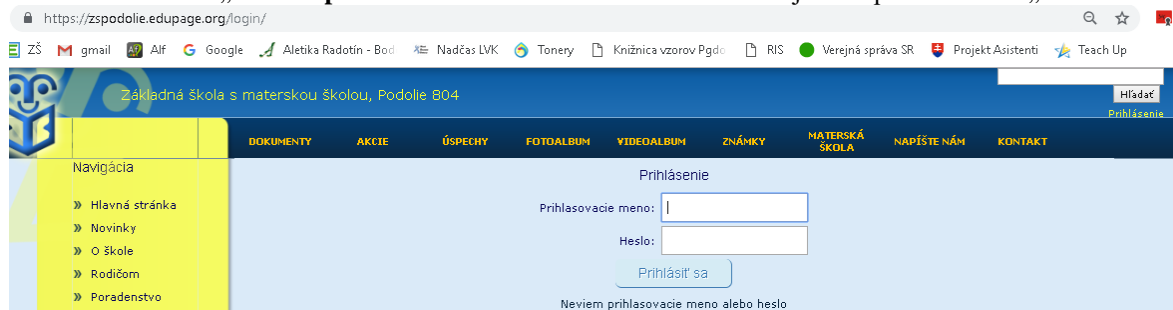 https://zspodolie.edupage.org/login/
ZŠ gmail Alf Google Aletika Radotín - Bod Nadčas LVK Tonery Knižnica vzorov Pgdo RIS Verejná správa SR Projekt Asistenti Teach Up
Základná škola s materskou školou, Podolie 804
Hľadať
Prihlásenie
DOKUMENTY AKCIE ÚSPECHY FOTOALBUM VIDEOALBUM ZNÁMKY MATERSKÁ ŠKOLA NAPÍŠTE NÁM KONTAKT
Navigácia
» Hlavná stránka
» Novinky
» O škole
» Rodičom
» Poradenstvo
Prihlásenie
Prihlasovacie meno:
Heslo:
Prihlásiť sa
Neviem prihlasovacie meno alebo heslo